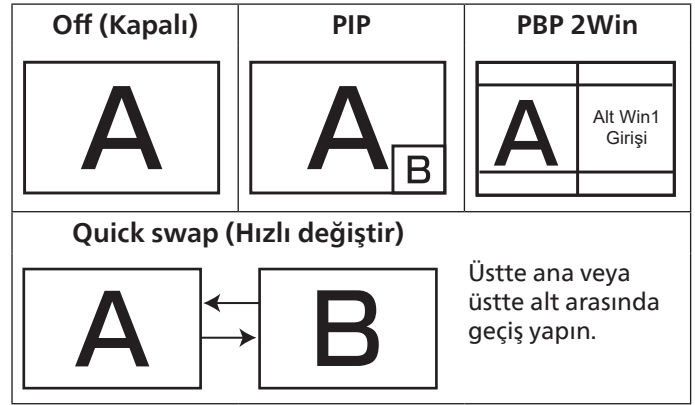 Off (Kapalı)
PIP
PBP 2Win
A
A
B
A
Alt Win1
Girişi
Quick swap (Hızlı değiştir)
A
B
Üstte ana veya
üstte alt arasında
geçiş yapın.